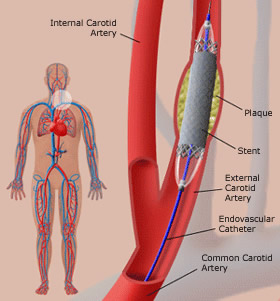 Internal Carotid
Artery
Plaque
Stent
External
Carotid
Artery
Endovascular
Catheter
Common Carotid
Artery